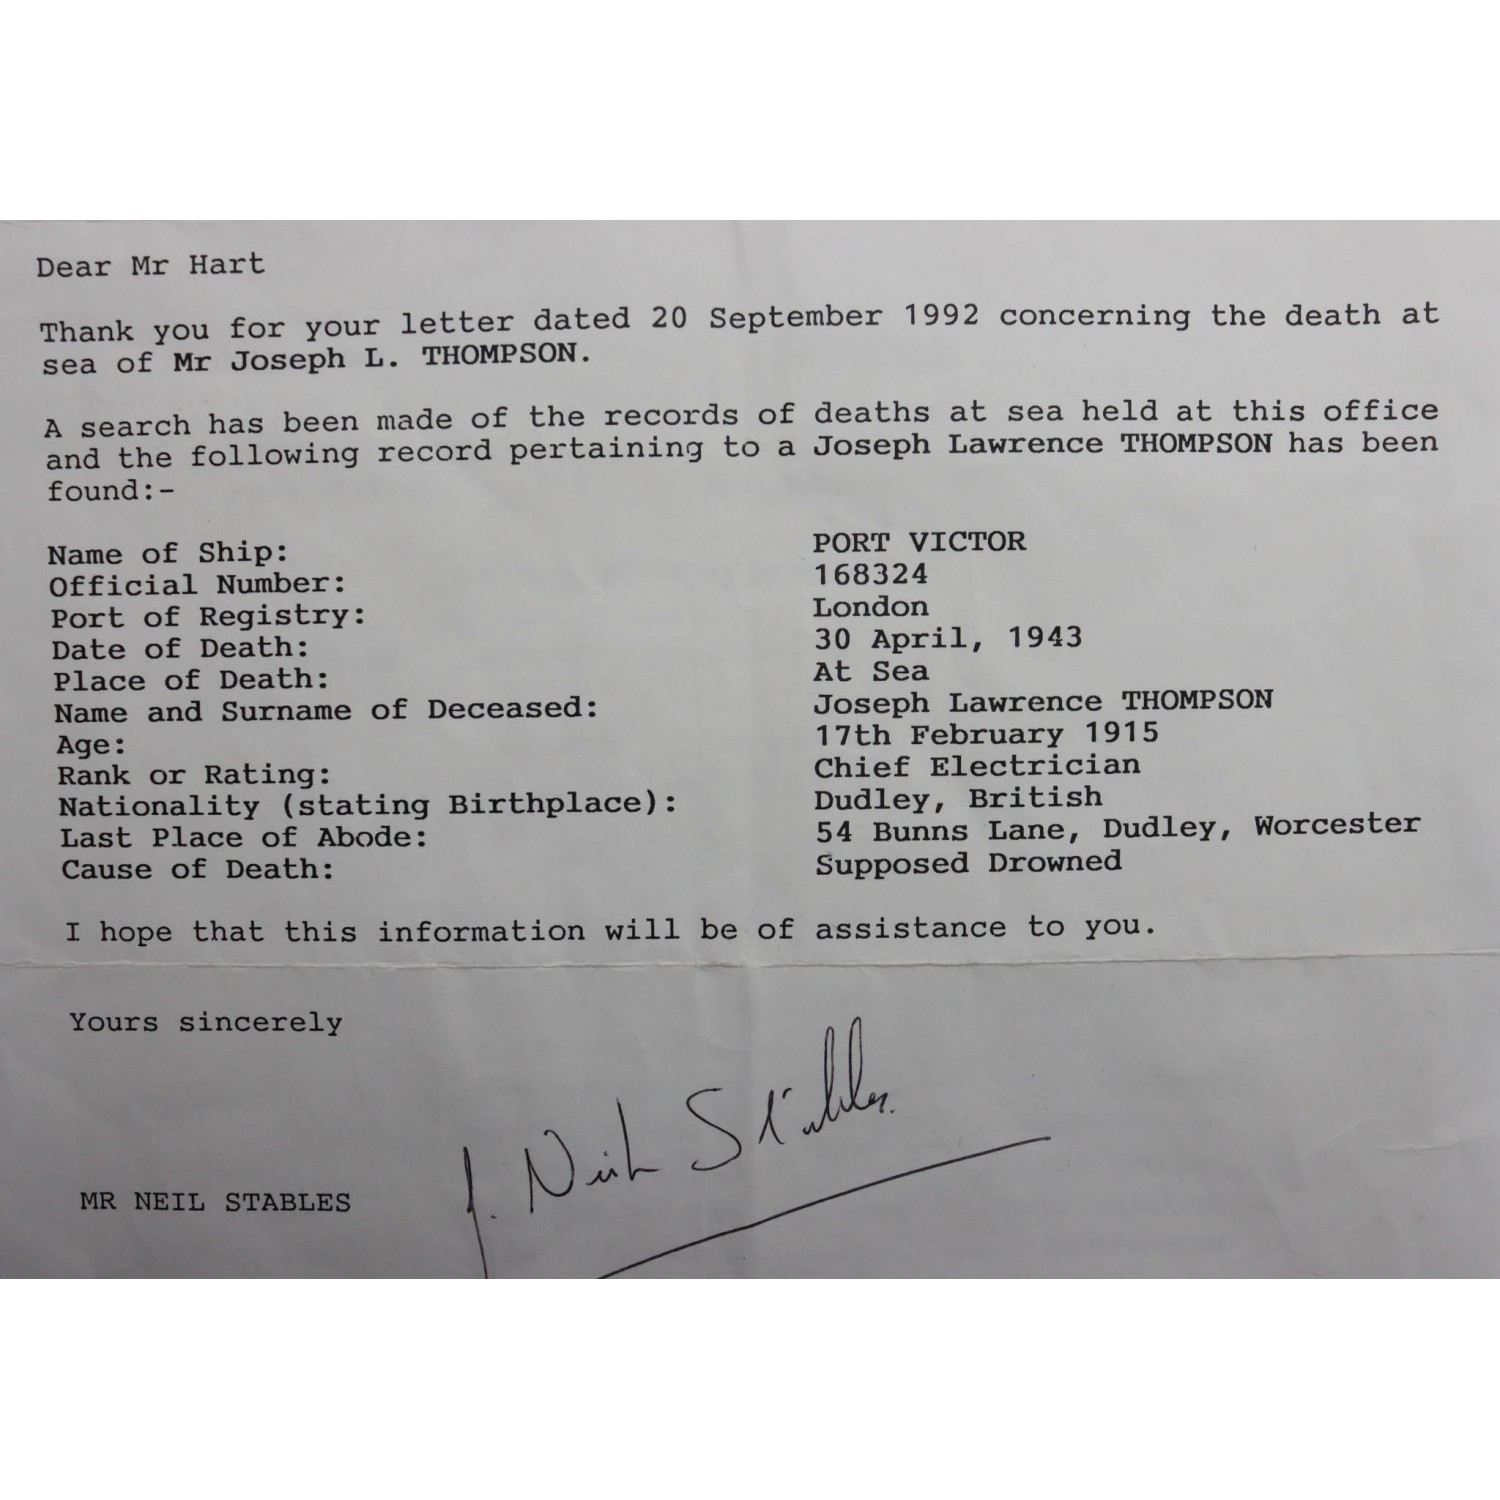 Dear Mr Hart
Thank you for your letter dated 20 September 1992 concerning the death at
sea of Mr Joseph L. THOMPSON.
A search has been made of the records of deaths at sea held at this office
and the following record pertaining to a Joseph Lawrence THOMPSON has been
found:-
Name of Ship: PORT VICTOR
Official Number: 168324
Port of Registry: London
Date of Death: 30 April, 1943
Place of Death: At Sea
Name and Surname of Deceased: Joseph Lawrence THOMPSON
Age: 17th February 1915
Rank or Rating: Chief Electrician
Nationality (stating Birthplace): Dudley, British
Last Place of Abode: 54 Bunns Lane, Dudley, Worcester
Cause of Death: Supposed Drowned
I hope that this information will be of assistance to you.
Yours sincerely
J. Neil Stables.
MR NEIL STABLES